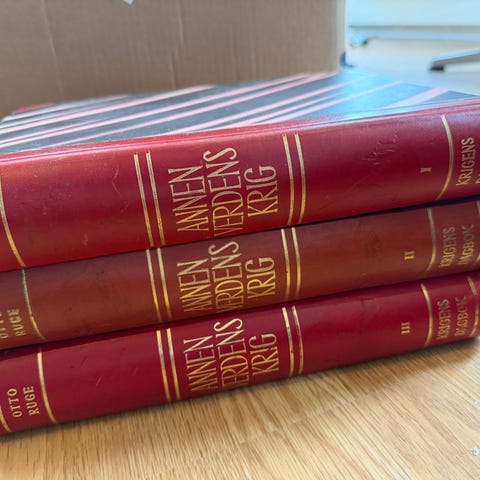 ANNEN
VERDENS
KRIG
I
KRIGENS
OTTO
RUGE
ANNEN
VERDENS
KRIG
II
KRIGENS
DAGBOK
OTTO
RUGE
ANNEN
VERDENS
KRIG
III
KRIGENS
DAGBOK